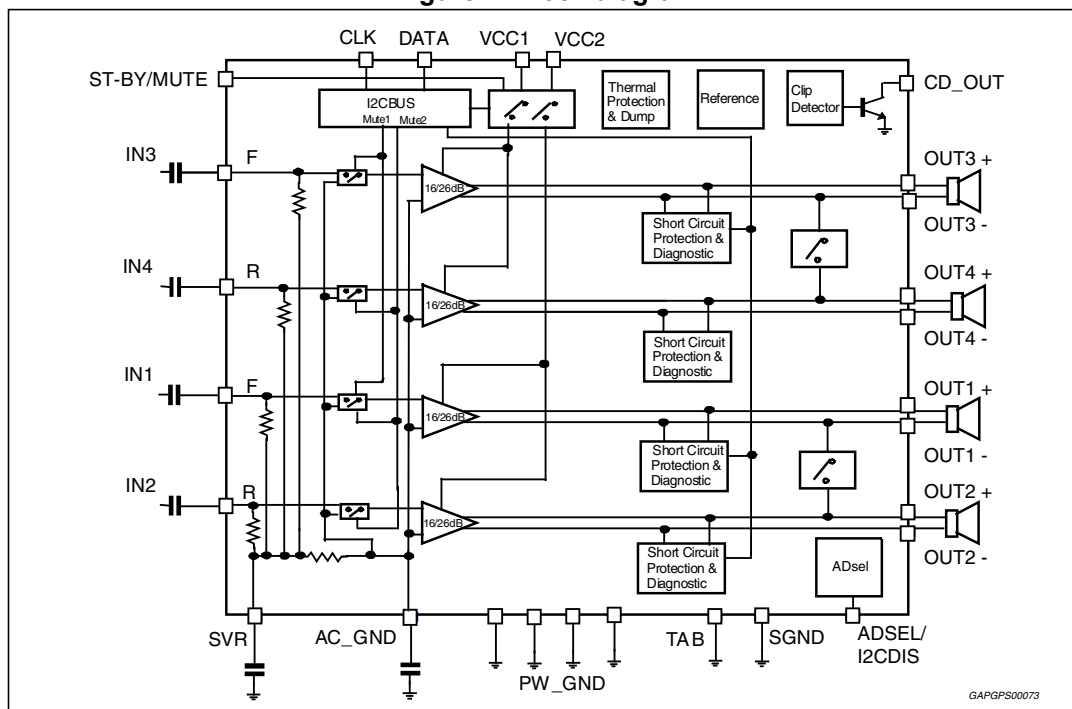 CLK DATA VCC1 VCC2
ST-BY/MUTE
I2CBUS
Mute1 Mute2
Thermal
Protection
& Dump
Reference
Clip
Detector
CD_OUT
IN3
F
16/26dB
Short Circuit
Protection &
Diagnostic
OUT3 +
OUT3 -
IN4
R
16/26dB
Short Circuit
Protection &
Diagnostic
OUT4 +
OUT4 -
IN1
F
16/26dB
Short Circuit
Protection &
Diagnostic
OUT1 +
OUT1 -
IN2
R
16/26dB
Short Circuit
Protection &
Diagnostic
OUT2 +
OUT2 -
ADsel
SVR
AC_GND
PW_GND
TAB
SGND
ADSEL/
I2CDIS
GAPGPS00073